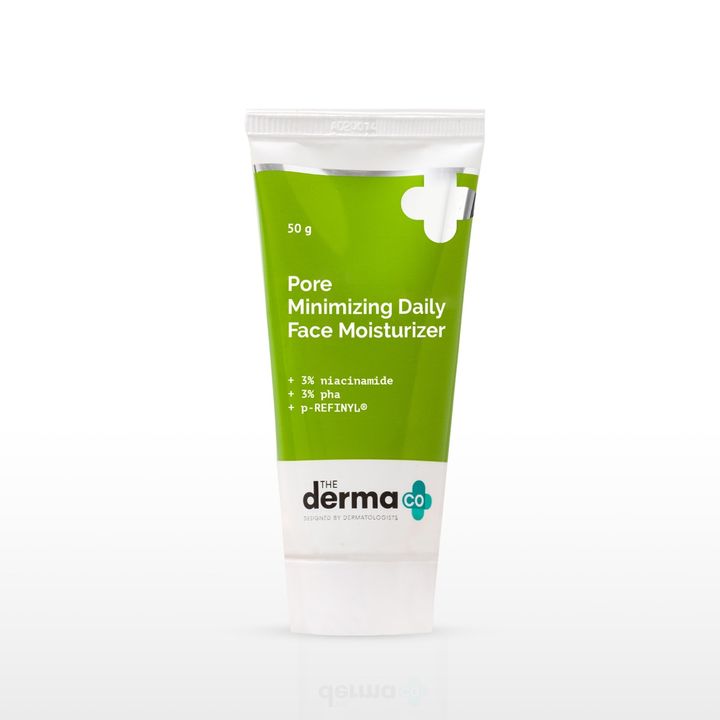 50 g
Pore
Minimizing Daily
Face Moisturizer
+ 3% niacinamide
+ 3% pha
+ p-REFINYL®
THE
derma co
DESIGNED BY DERMATOLOGISTS